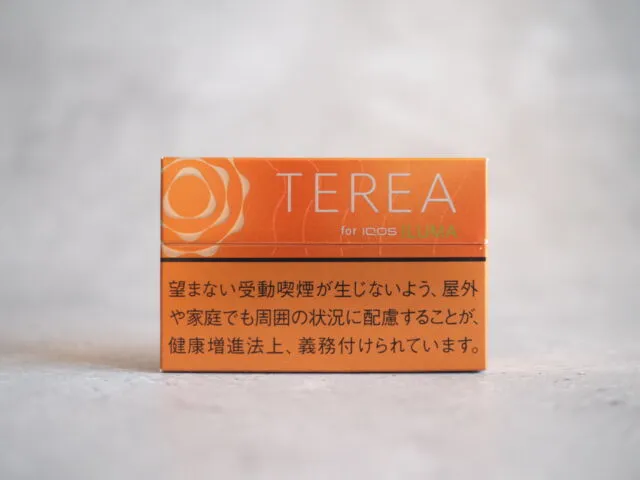 TEREA
for IQOS ILUMA
望まない受動喫煙が生じないよう、屋外
や家庭でも周囲の状況に配慮することが、
健康増進法上、義務付けられています。